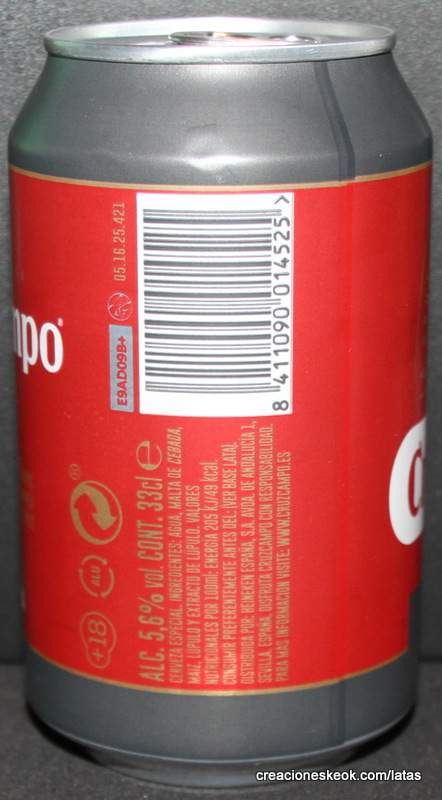 mpo®
05.16.25.421
E9AD09B+
8 411090 014525 >
®
alu
+18
ALC. 5,6% vol. CONT. 33cl e
CERVEZA ESPECIAL. INGREDIENTES: AGUA, MALTA DE CEBADA,
MAÍZ, LÚPULO Y EXTRACTO DE LÚPULO. VALORES
NUTRICIONALES POR 100ml: ENERGÍA 205 kJ/49 kcal.
CONSUMIR PREFERENTEMENTE ANTES DEL: (VER BASE LATA).
DISTRIBUIDA POR: HEINEKEN ESPAÑA, S.A. AVDA. DE ANDALUCÍA 1,
SEVILLA. ESPAÑA. DISFRUTA CRUZCAMPO CON RESPONSABILIDAD.
PARA MÁS INFORMACIÓN VISITE: WWW.CRUZCAMPO.ES
creacioneskeok.com/latas